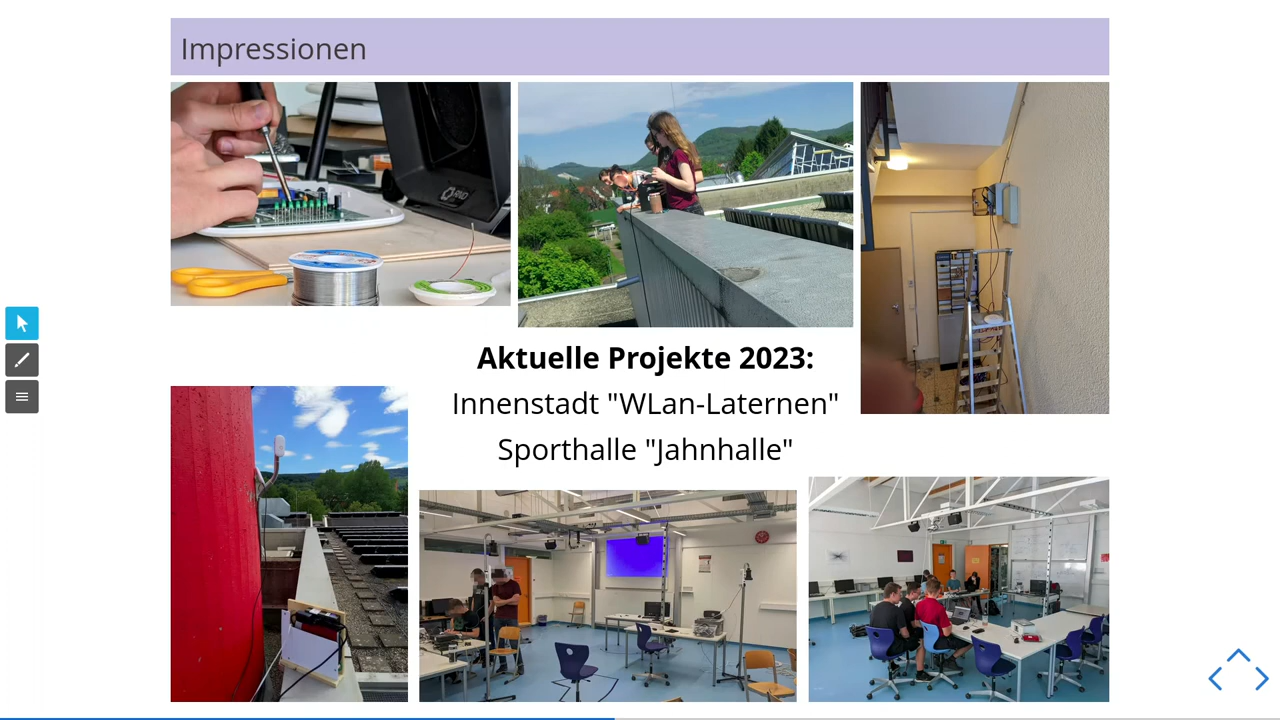 Impressionen
Aktuelle Projekte 2023:
Innenstadt "WLan-Laternen"
Sporthalle "Jahnhalle"